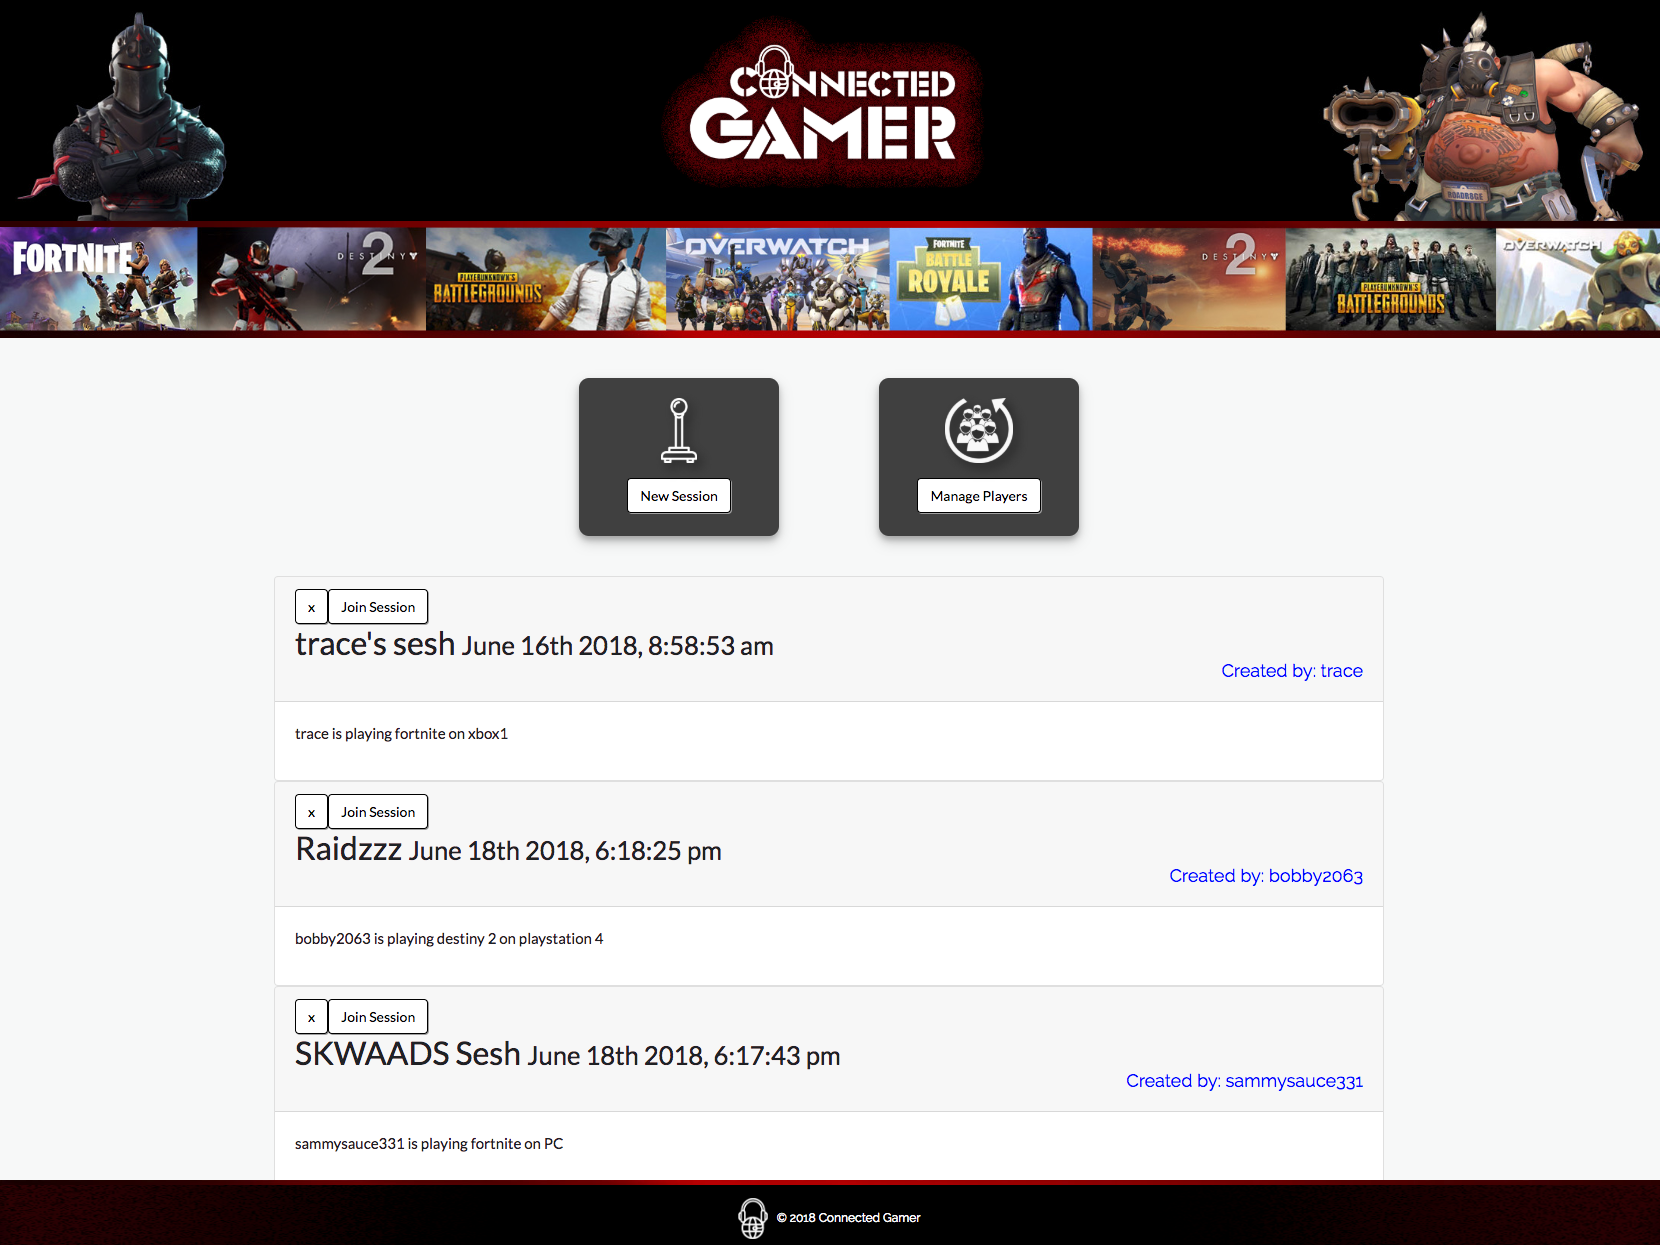 CONNECTED
GAMER
ROADRAGE
FORTNITE
DESTINY 2
PLAYERUNKNOWN'S
BATTLEGROUNDS
OVERWATCH
FORTNITE
BATTLE
ROYALE
DESTINY 2
PLAYERUNKNOWN'S
BATTLEGROUNDS
OVERWATCH
New Session
Manage Players
x
Join Session
trace's sesh June 16th 2018, 8:58:53 am
Created by: trace
trace is playing fortnite on xbox1
x
Join Session
Raidzzz June 18th 2018, 6:18:25 pm
Created by: bobby2063
bobby2063 is playing destiny 2 on playstation 4
x
Join Session
SKWAADS Sesh June 18th 2018, 6:17:43 pm
Created by: sammysauce331
sammysauce331 is playing fortnite on PC
© 2018 Connected Gamer